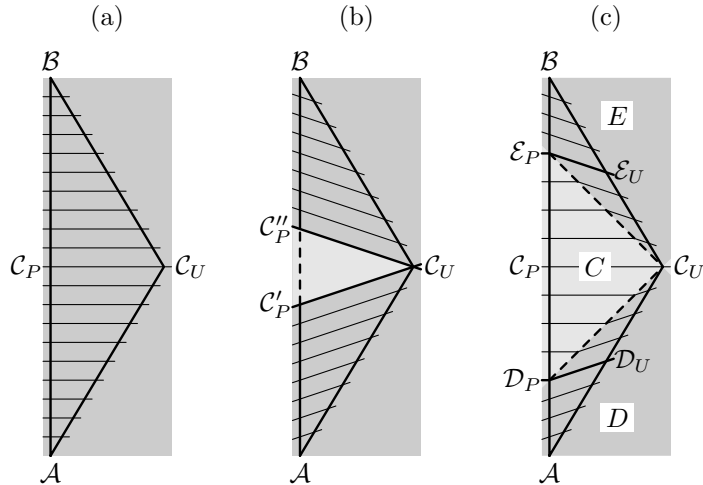 (a) (b) (c)
ℬ ℬ ℬ
E
ℰ_P ℰ_U
𝒞″_P
𝒞_P 𝒞_U 𝒞_U 𝒞_P C 𝒞_U
𝒞′_P
𝒟_P 𝒟_U
D
𝒜 𝒜 𝒜